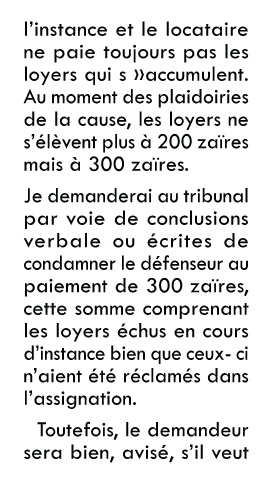 l'instance et le locataire
ne paie toujours pas les
loyers qui s »accumulent.
Au moment des plaidoiries
de la cause, les loyers ne
s'élèvent plus à 200 zaïres
mais à 300 zaïres.
Je demanderai au tribunal
par voie de conclusions
verbale ou écrites de
condamner le défenseur au
paiement de 300 zaïres,
cette somme comprenant
les loyers échus en cours
d'instance bien que ceux- ci
n'aient été réclamés dans
l'assignation.
Toutefois, le demandeur
sera bien, avisé, s'il veut